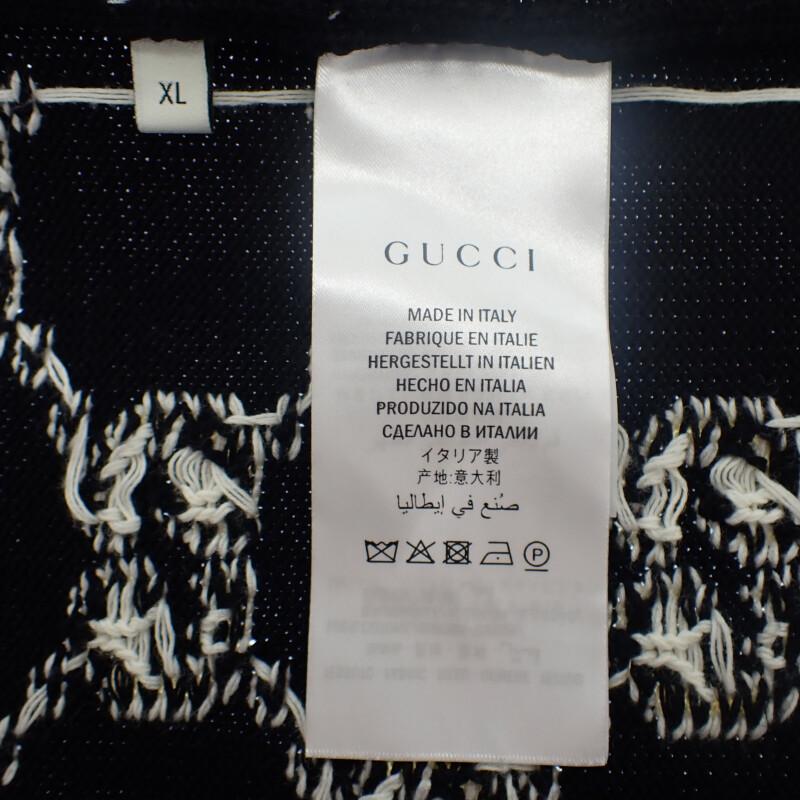 XL
GUCCI
MADE IN ITALY
FABRIQUE EN ITALIE
HERGESTELLT IN ITALIEN
HECHO EN ITALIA
PRODUZIDO NA ITALIA
СДЕЛАНО В ИТАЛИИ
イタリア製
产地:意大利
صُنع في إيطاليا
P